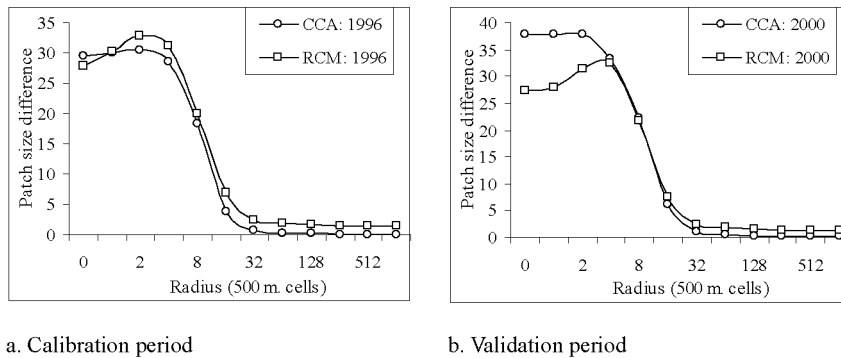 CCA: 1996
RCM: 1996
Patch size difference
35
30
25
20
15
10
5
0
0 2 8 32 128 512
Radius (500 m. cells)
a. Calibration period
CCA: 2000
RCM: 2000
Patch size difference
40
35
30
25
20
15
10
5
0
0 2 8 32 128 512
Radius (500 m. cells)
b. Validation period